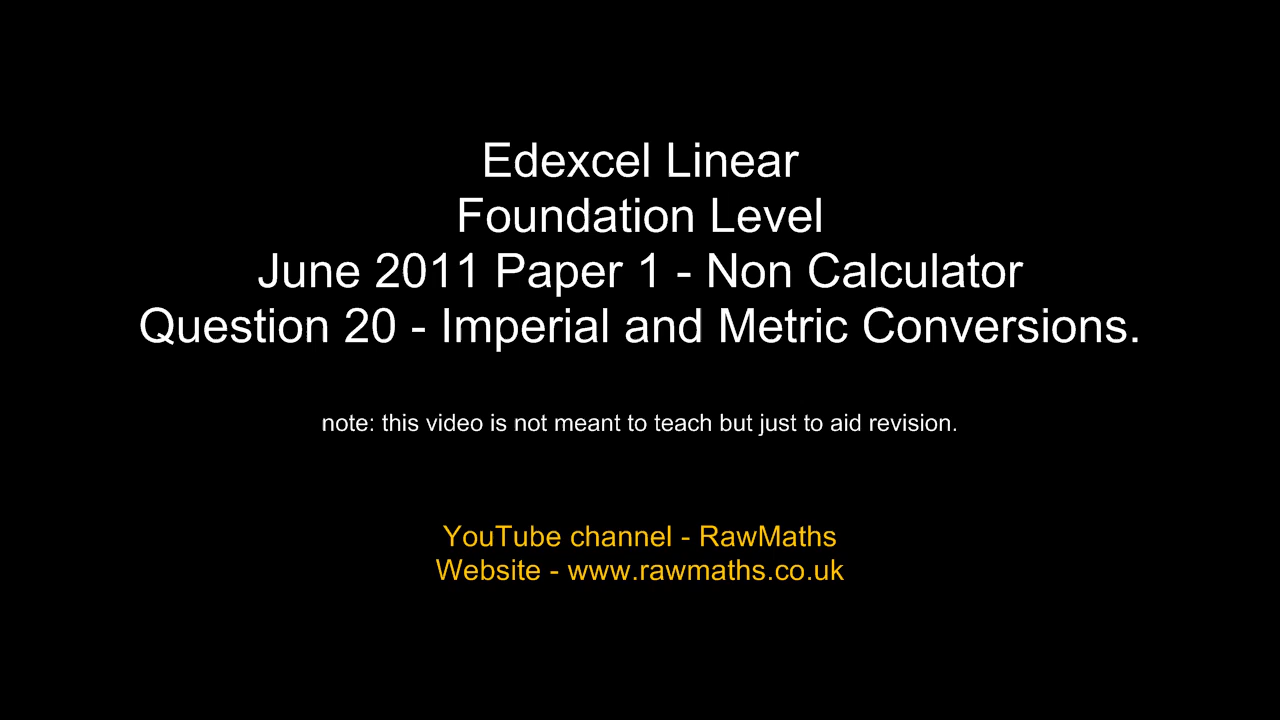 Edexcel Linear
Foundation Level
June 2011 Paper 1 - Non Calculator
Question 20 - Imperial and Metric Conversions.
note: this video is not meant to teach but just to aid revision.
YouTube channel - RawMaths
Website - www.rawmaths.co.uk